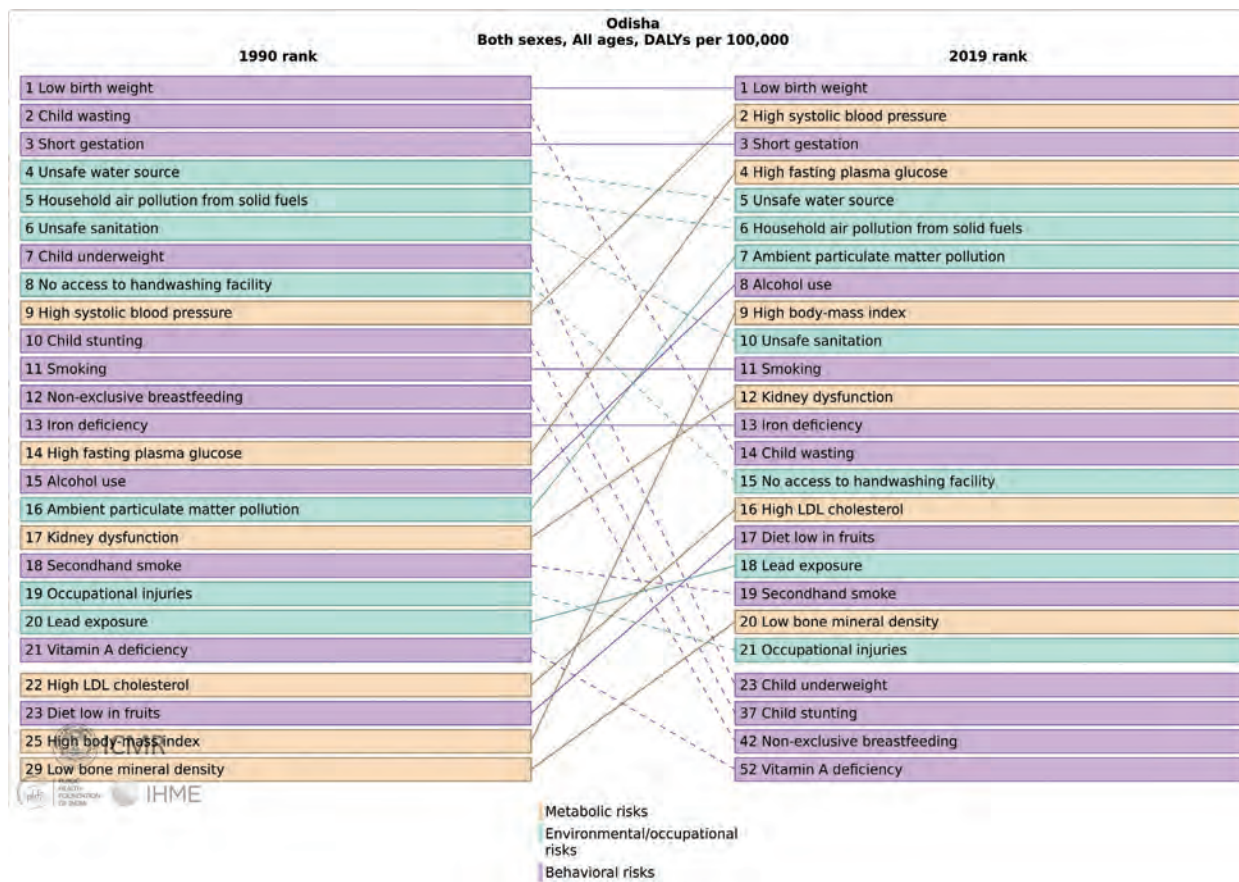 Odisha
Both sexes, All ages, DALYs per 100,000
1990 rank
2019 rank
1 Low birth weight
2 Child wasting
3 Short gestation
4 Unsafe water source
5 Household air pollution from solid fuels
6 Unsafe sanitation
7 Child underweight
8 No access to handwashing facility
9 High systolic blood pressure
10 Child stunting
11 Smoking
12 Non-exclusive breastfeeding
13 Iron deficiency
14 High fasting plasma glucose
15 Alcohol use
16 Ambient particulate matter pollution
17 Kidney dysfunction
18 Secondhand smoke
19 Occupational injuries
20 Lead exposure
21 Vitamin A deficiency
22 High LDL cholesterol
23 Diet low in fruits
25 High body-mass index
29 Low bone mineral density
1 Low birth weight
2 High systolic blood pressure
3 Short gestation
4 High fasting plasma glucose
5 Unsafe water source
6 Household air pollution from solid fuels
7 Ambient particulate matter pollution
8 Alcohol use
9 High body-mass index
10 Unsafe sanitation
11 Smoking
12 Kidney dysfunction
13 Iron deficiency
14 Child wasting
15 No access to handwashing facility
16 High LDL cholesterol
17 Diet low in fruits
18 Lead exposure
19 Secondhand smoke
20 Low bone mineral density
21 Occupational injuries
23 Child underweight
37 Child stunting
42 Non-exclusive breastfeeding
52 Vitamin A deficiency
ICMR
PUBLIC
HEALTH
FOUNDATION
OF INDIA
IHME
Metabolic risks
Environmental/occupational
risks
Behavioral risks